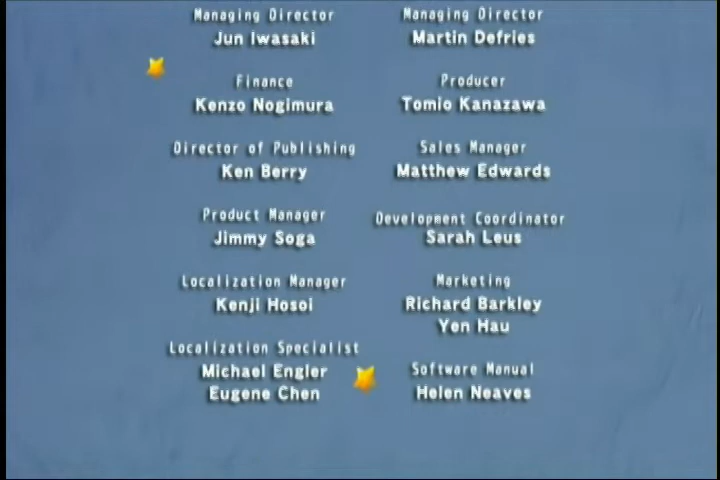 Managing Director
Jun Iwasaki
Finance
Kenzo Nogimura
Director of Publishing
Ken Berry
Product Manager
Jimmy Soga
Localization Manager
Kenji Hosoi
Localization Specialist
Michael Engler
Eugene Chen
Managing Director
Martin Defries
Producer
Tomio Kanazawa
Sales Manager
Matthew Edwards
Development Coordinator
Sarah Leus
Marketing
Richard Barkley
Yen Hau
Software Manual
Helen Neaves